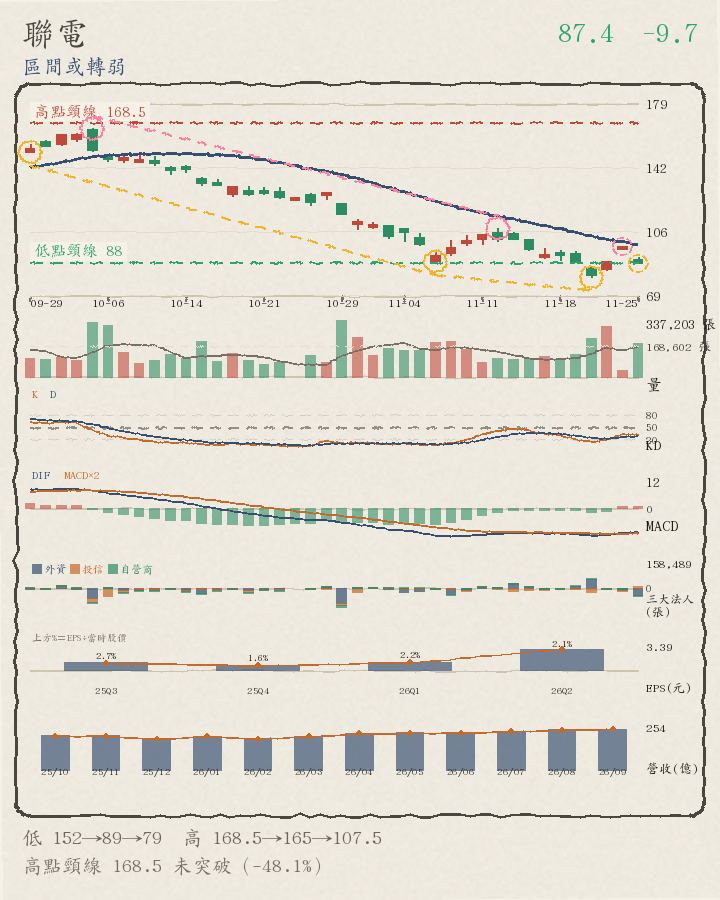 聯電
87.4 -9.7
區間或轉弱
高點頸線 168.5
179
142
106
低點頸線 88
69
09-29 10-06 10-14 10-21 10-29 11-04 11-11 11-18 11-25
337,203 張
168,602 張
量
K D
80
50
20
KD
DIF MACD×2
12
0
MACD
外資 投信 自營商
158,489
0
三大法人
(張)
上方%=EPS÷當時股價
2.7% 1.6% 2.2% 2.1%
3.39
25Q3 25Q4 26Q1 26Q2
EPS(元)
254
25/10 25/11 25/12 26/01 26/02 26/03 26/04 26/05 26/06 26/07 26/08 26/09
營收(億)
低 152→89→79 高 168.5→165→107.5
高點頸線 168.5 未突破 (-48.1%)